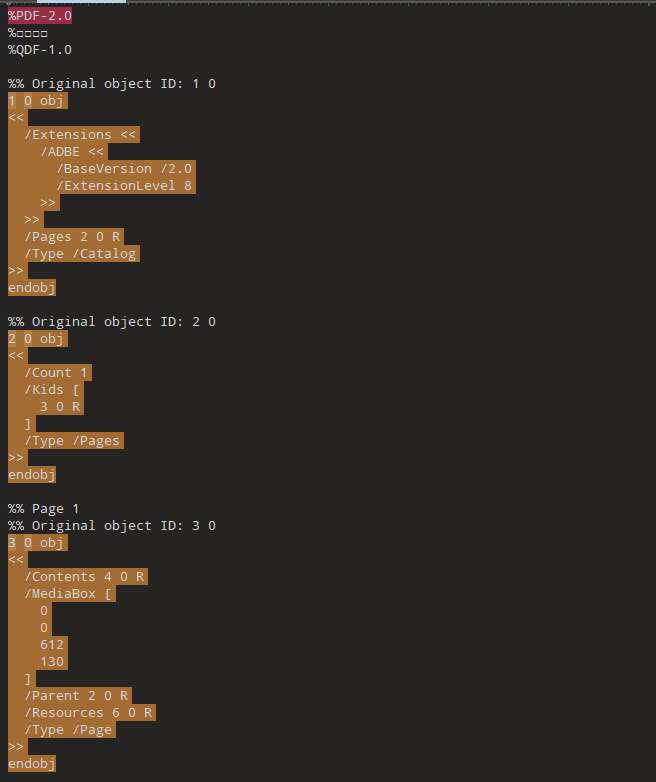 %PDF-2.0
%□□□□
%QDF-1.0
%% Original object ID: 1 0
1 0 obj
<<
/Extensions <<
/ADBE <<
/BaseVersion /2.0
/ExtensionLevel 8
>>
>>
/Pages 2 0 R
/Type /Catalog
>>
endobj
%% Original object ID: 2 0
2 0 obj
<<
/Count 1
/Kids [
3 0 R
]
/Type /Pages
>>
endobj
%% Page 1
%% Original object ID: 3 0
3 0 obj
<<
/Contents 4 0 R
/MediaBox [
0
0
612
130
]
/Parent 2 0 R
/Resources 6 0 R
/Type /Page
>>
endobj